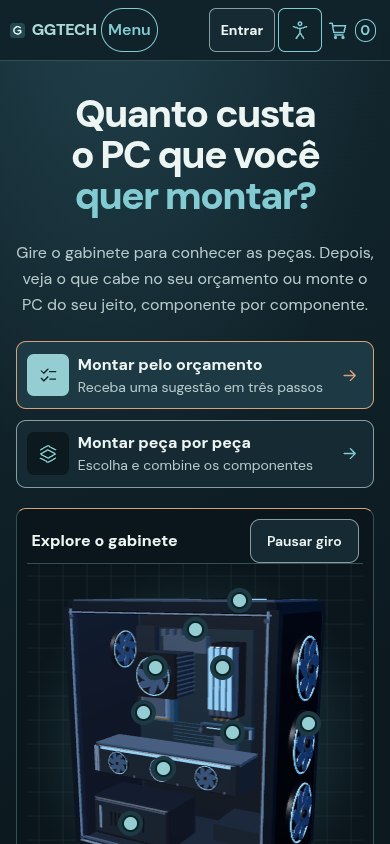 G GGTECH Menu Entrar 0
Quanto custa
o PC que você
quer montar?
Gire o gabinete para conhecer as peças. Depois,
veja o que cabe no seu orçamento ou monte o
PC do seu jeito, componente por componente.
Montar pelo orçamento
Receba uma sugestão em três passos
Montar peça por peça
Escolha e combine os componentes
Explore o gabinete Pausar giro